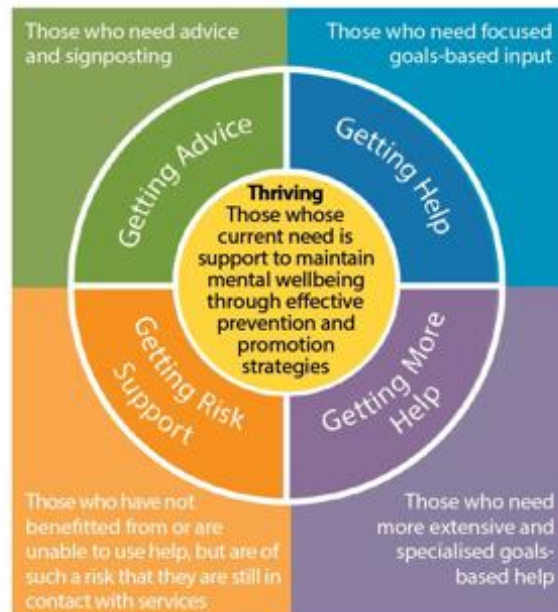 Those who need advice
and signposting
Those who need focused
goals-based input
Getting Advice
Getting Help
Thriving
Those whose
current need is
support to maintain
mental wellbeing
through effective
prevention and
promotion
strategies
Getting Risk
Support
Getting More
Help
Those who have not
benefitted from or are
unable to use help, but are of
such a risk that they are still in
contact with services
Those who need
more extensive and
specialised goals-
based help